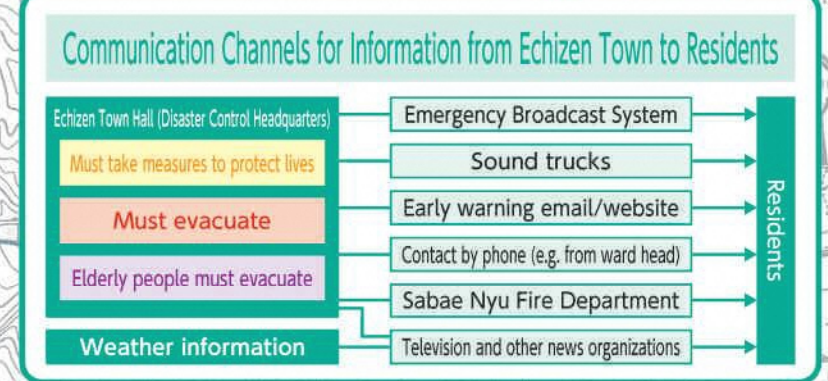 Communication Channels for Information from Echizen Town to Residents
Echizen Town Hall (Disaster Control Headquarters)
Must take measures to protect lives
Must evacuate
Elderly people must evacuate
Weather information
Emergency Broadcast System
Sound trucks
Early warning email/website
Contact by phone (e.g. from ward head)
Sabae Nyu Fire Department
Television and other news organizations
Residents